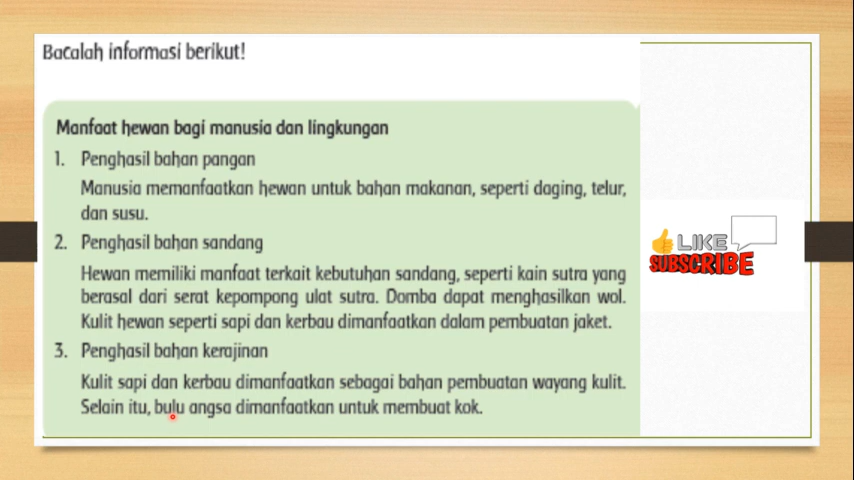 Bacalah informasi berikut!
Manfaat hewan bagi manusia dan lingkungan
1. Penghasil bahan pangan
Manusia memanfaatkan hewan untuk bahan makanan, seperti daging, telur,
dan susu.
2. Penghasil bahan sandang
Hewan memiliki manfaat terkait kebutuhan sandang, seperti kain sutra yang
berasal dari serat kepompong ulat sutra. Domba dapat menghasilkan wol.
Kulit hewan seperti sapi dan kerbau dimanfaatkan dalam pembuatan jaket.
3. Penghasil bahan kerajinan
Kulit sapi dan kerbau dimanfaatkan sebagai bahan pembuatan wayang kulit.
Selain itu, bulu angsa dimanfaatkan untuk membuat kok.
LIKE
SUBSCRIBE